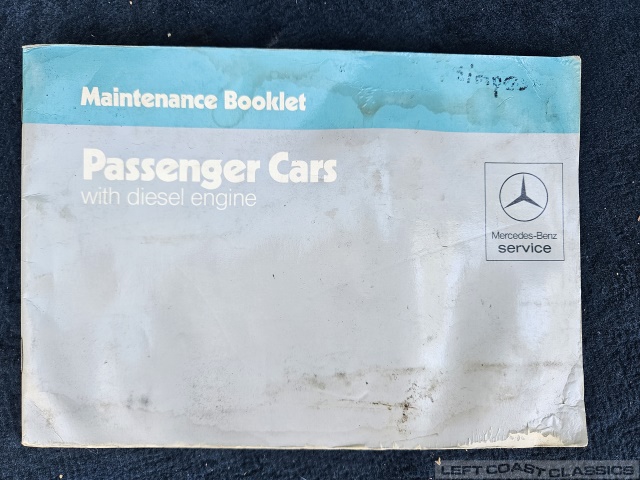 Maintenance Booklet
Passenger Cars
with diesel engine
Mercedes-Benz
service
LEFT COAST CLASSICS